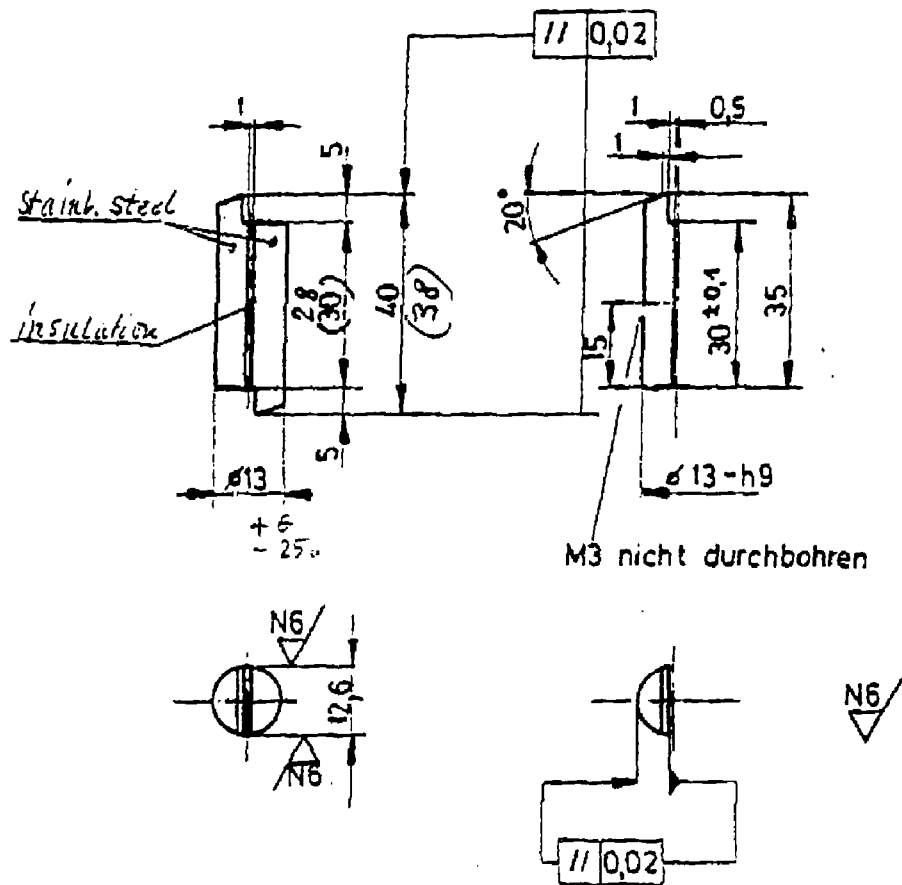 // 0,02
1
5
1
0,5
1
Stainl. steel
20°
28
(30)
40
(38)
insulation
15
30 ±0,1
35
5
ø13
ø 13-h9
M3 nicht durchbohren
N6
12,6
N6
N6
// 0,02